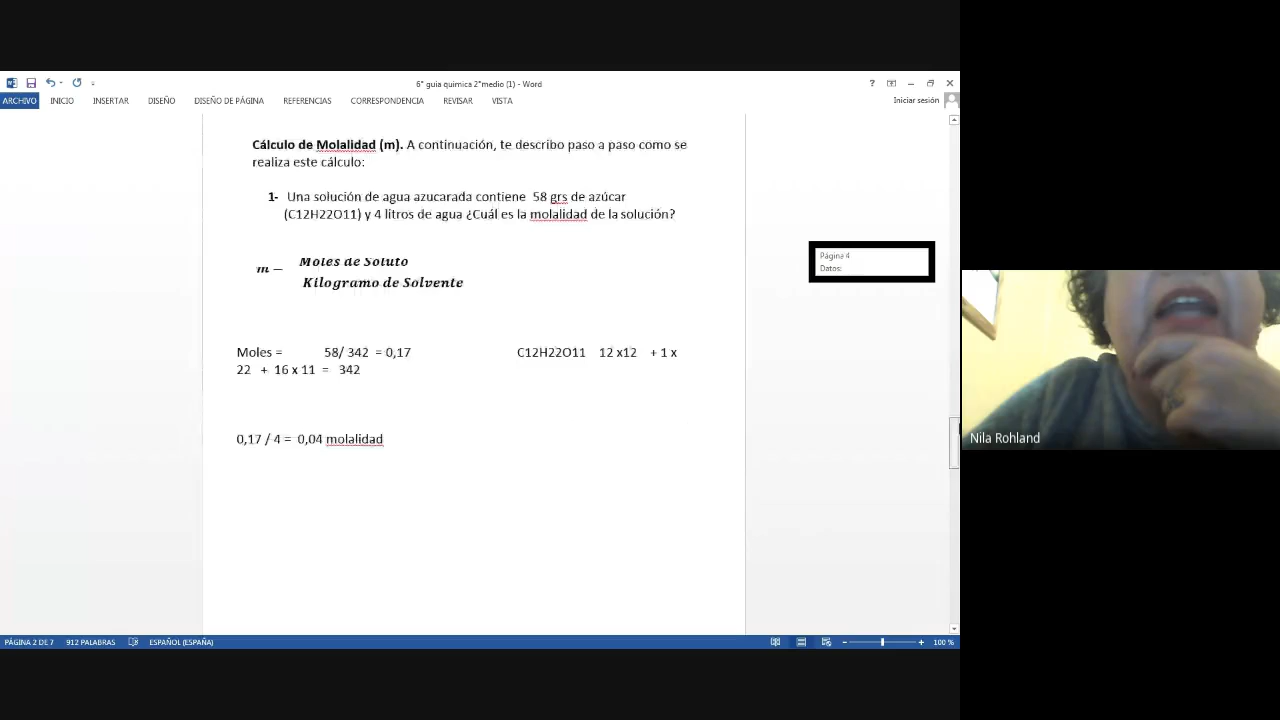 6° guia quimica 2°medio (1) - Word
ARCHIVO INICIO INSERTAR DISEÑO DISEÑO DE PÁGINA REFERENCIAS CORRESPONDENCIA REVISAR VISTA
Iniciar sesión
Cálculo de Molalidad (m). A continuación, te describo paso a paso como se
realiza este cálculo:
1- Una solución de agua azucarada contiene 58 grs de azúcar
(C12H22O11) y 4 litros de agua ¿Cuál es la molalidad de la solución?
Moles de Soluto
m =
Kilogramo de Solvente
Página 4
Datos:
Moles = 58/ 342 = 0,17 C12H22O11 12 x12 + 1 x
22 + 16 x 11 = 342
0,17 / 4 = 0,04 molalidad
Nila Rohland
PÁGINA 2 DE 7 912 PALABRAS ESPAÑOL (ESPAÑA) 100 %